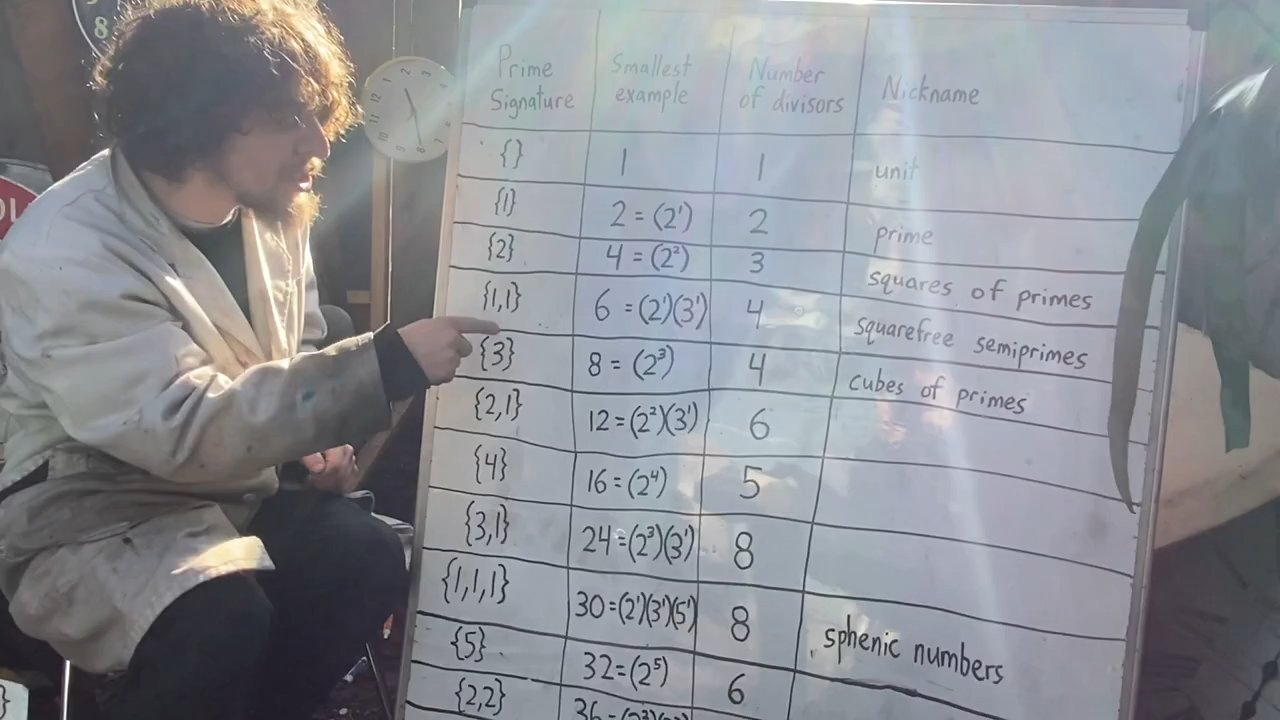 8
Prime Signature Smallest example Number of divisors Nickname
{} 1 1 unit
{1} 2 = (2¹) 2 prime
{2} 4 = (2²) 3 squares of primes
{1,1} 6 = (2¹)(3¹) 4 squarefree semiprimes
{3} 8 = (2³) 4 cubes of primes
{2,1} 12 = (2²)(3¹) 6
{4} 16 = (2⁴) 5
{3,1} 24 = (2³)(3¹) 8
{1,1,1} 30 = (2¹)(3¹)(5¹) 8 sphenic numbers
{5} 32 = (2⁵) 6
{2,2}